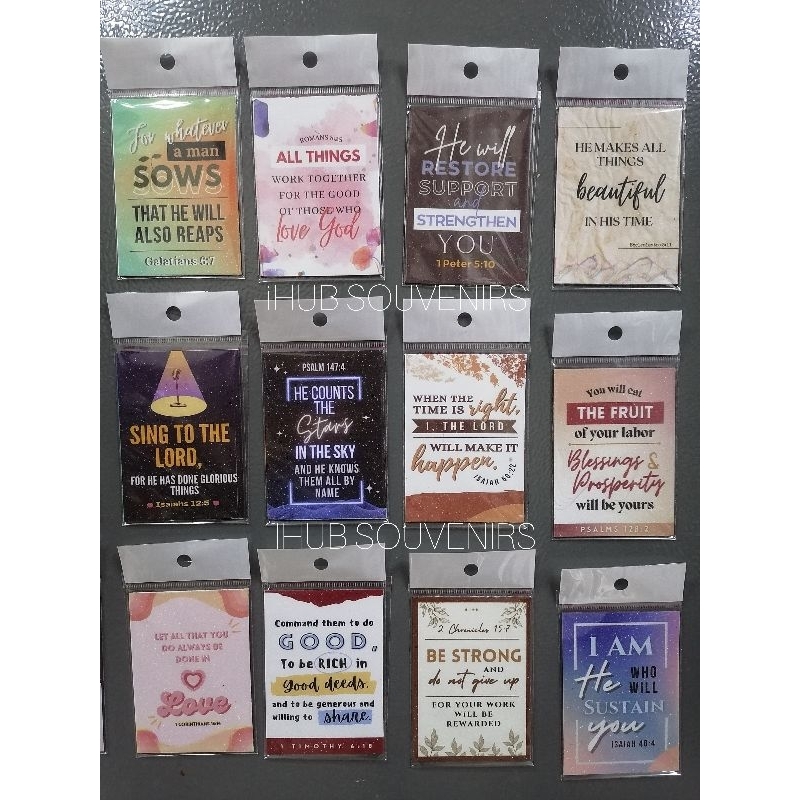 For whatever
a man
SOWS
THAT HE WILL
ALSO REAPS
Galatians 6:7
ALL THINGS
WORK TOGETHER
FOR THE GOOD
OF THOSE WHO
love God
He will
RESTORE
SUPPORT
and
STRENGTHEN
YOU
1 Peter 5:10
HE MAKES ALL
THINGS
beautiful
IN HIS TIME
iHUB SOUVENIRS
SING TO THE
LORD,
FOR HE HAS DONE GLORIOUS
THINGS
Isaiahs 12:5
PSALM 147:4
HE COUNTS
THE
Stars
IN THE SKY
AND HE KNOWS
THEM ALL BY
NAME
WHEN THE
TIME IS right,
I, THE LORD
WILL MAKE IT
happen.
ISAIAH 60:22
You will eat
THE FRUIT
of your labor
Blessings &
Prosperity
will be yours
PSALMS 128:2
iHUB SOUVENIRS
LET ALL THAT YOU
DO ALWAYS BE
DONE IN
Love
1 CORINTHIANS 16:14
Command them to do
GOOD,
To be RICH in
good deeds,
and to be generous and
willing to share.
1 TIMOTHY 6:18
2 Chronicles 15:7
BE STRONG
AND
do not give up
FOR YOUR WORK
WILL BE
REWARDED
I AM
He WHO
WILL
SUSTAIN
you
ISAIAH 46:4